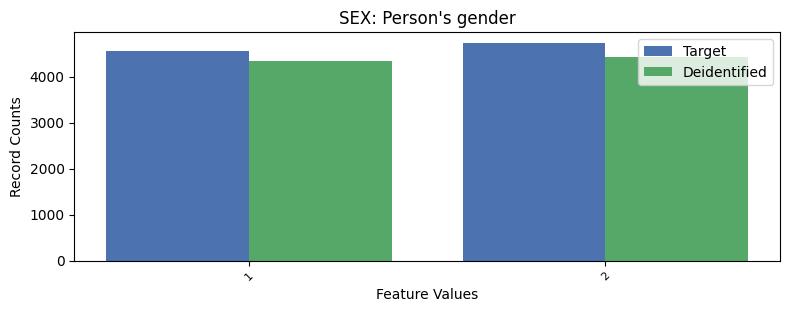 SEX: Person's gender
Target
Deidentified
Record Counts
4000
3000
2000
1000
0
1
2
Feature Values